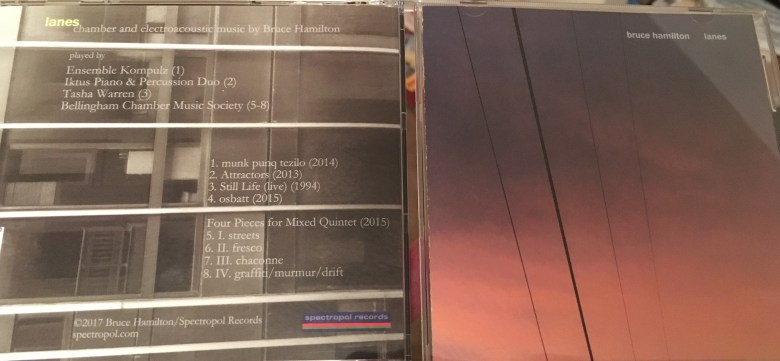 lanes
chamber and electroacoustic music by Bruce Hamilton
played by
Ensemble Kompulz (1)
Iktus Piano & Percussion Duo (2)
Tasha Warren (3)
Bellingham Chamber Music Society (5-8)
1. munk punq tezilo (2014)
2. Attractors (2013)
3. Still Life (live) (1994)
4. osbatt (2015)
Four Pieces for Mixed Quintet (2015)
5. I. streets
6. II. fresco
7. III. chaconne
8. IV. graffiti/murmur/drift
©2017 Bruce Hamilton/Spectropol Records
spectropol.com
spectropol records
bruce hamilton lanes